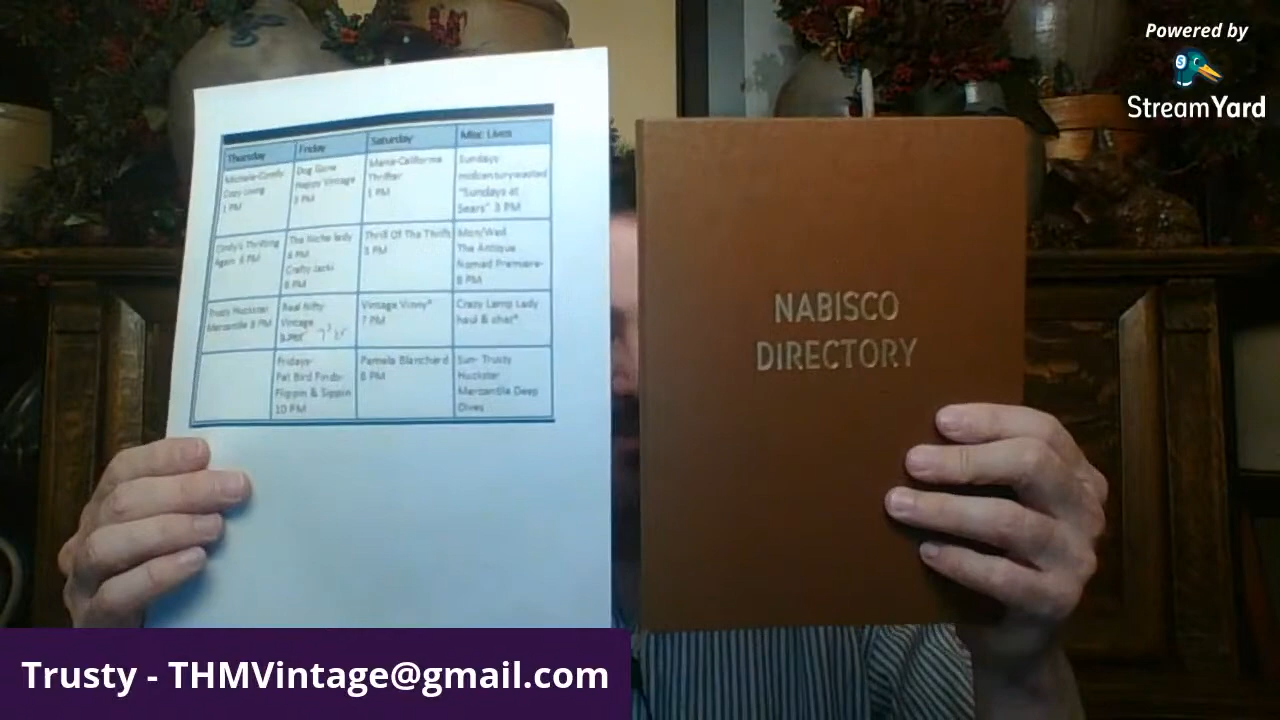 Powered by
StreamYard
Thursday
Friday
Saturday
Misc Lives
Cozy Living
1 PM
Dog Gone
Happy Vintage
3 PM
Maria-California
Thrifter
1 PM
Sundays
midcenturywasted
"Sundays at
Sears" 3 PM
Cindy's Thrifting
Again 6 PM
The Niche lady
6 PM
Crafty Jacki
6 PM
Thrill Of The Thrift
3 PM
Mon/Wed
The Antique
Nomad Premiere-
8 PM
Trusty Huckster
Mercantile 8 PM
Real Nifty
Vintage
Vintage Vinny*
7 PM
Crazy Lamp Lady
haul & chat*
Fridays-
Fat Bird Finds-
Flippin & Sippin
10 PM
Pamela Blanchard
8 PM
Sun- Trusty
Huckster
Mercantile Deep
Dives
NABISCO
DIRECTORY
Trusty - THMVintage@gmail.com